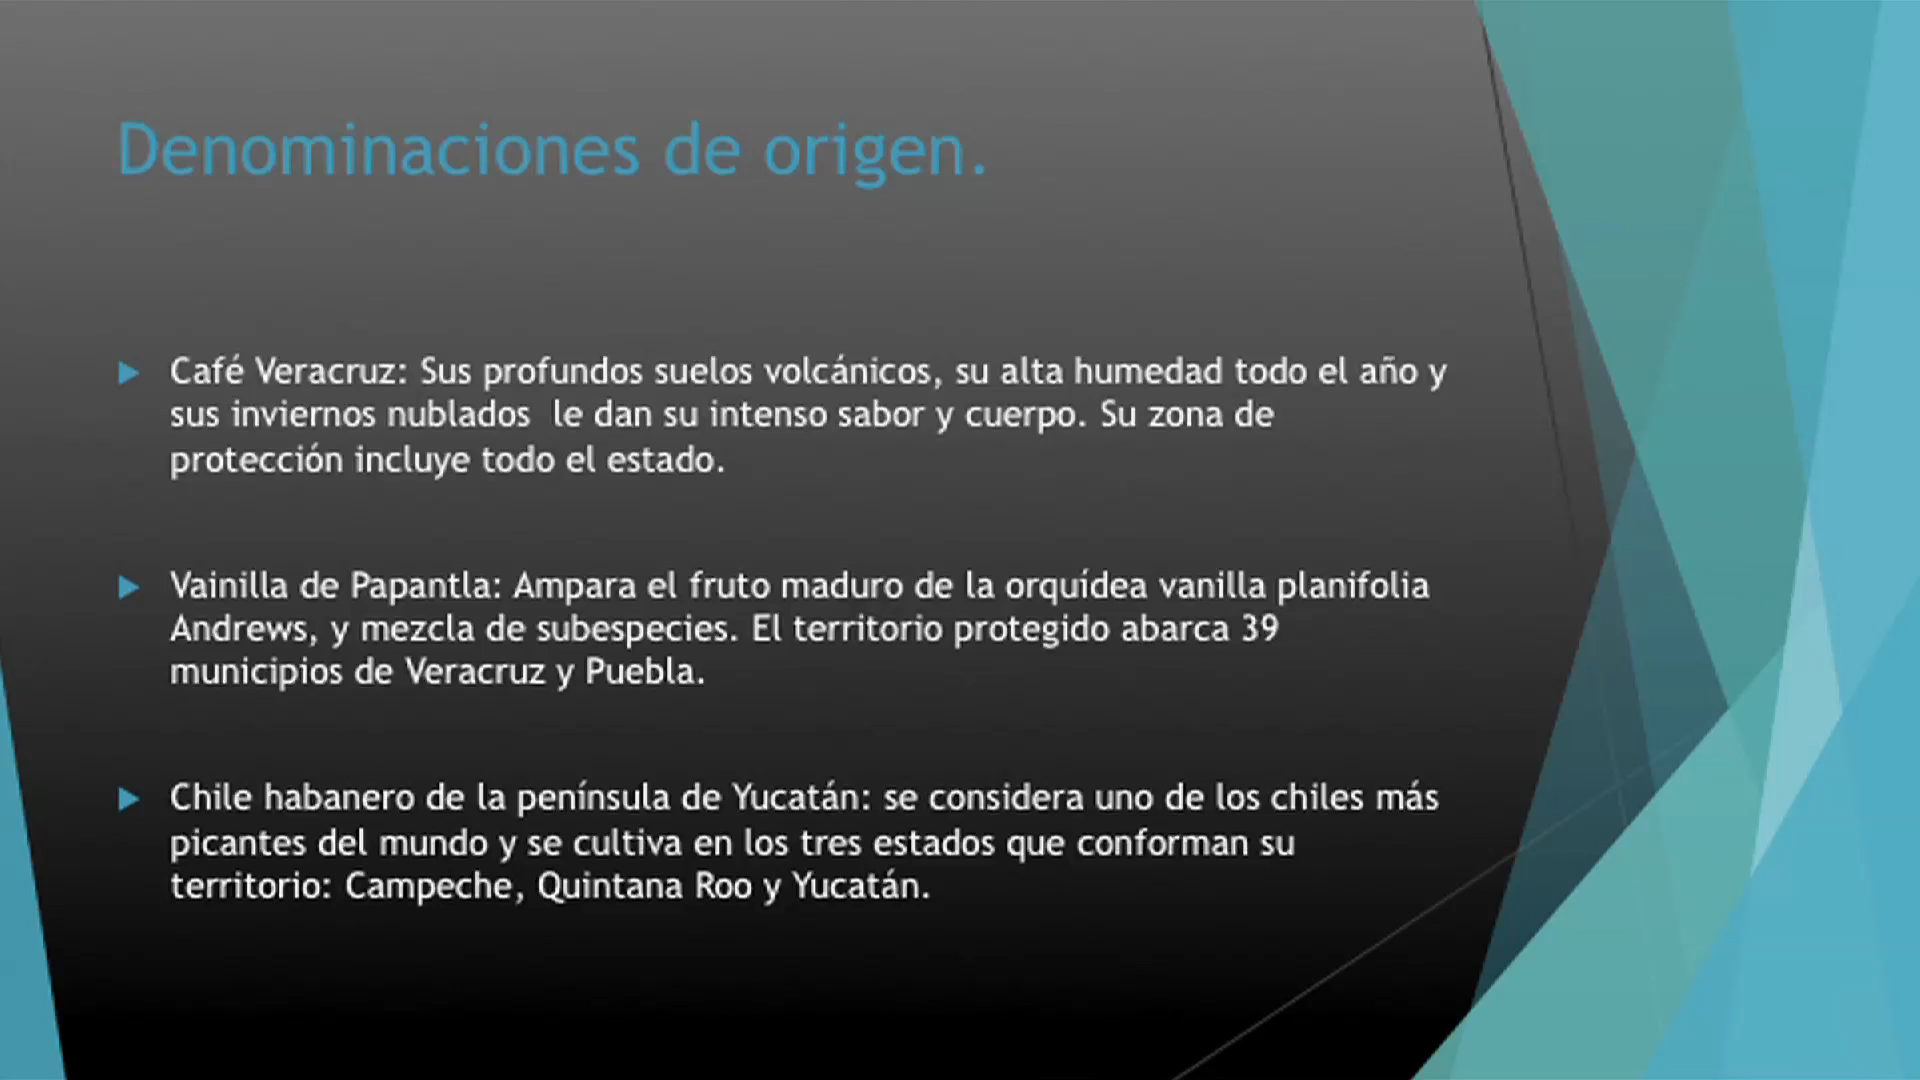 Denominaciones de origen.
Café Veracruz: Sus profundos suelos volcánicos, su alta humedad todo el año y
sus inviernos nublados  le dan su intenso sabor y cuerpo. Su zona de
protección incluye todo el estado.
Vainilla de Papantla: Ampara el fruto maduro de la orquídea vanilla planifolia
Andrews, y mezcla de subespecies. El territorio protegido abarca 39
municipios de Veracruz y Puebla.
Chile habanero de la península de Yucatán: se considera uno de los chiles más
picantes del mundo y se cultiva en los tres estados que conforman su
territorio: Campeche, Quintana Roo y Yucatán.